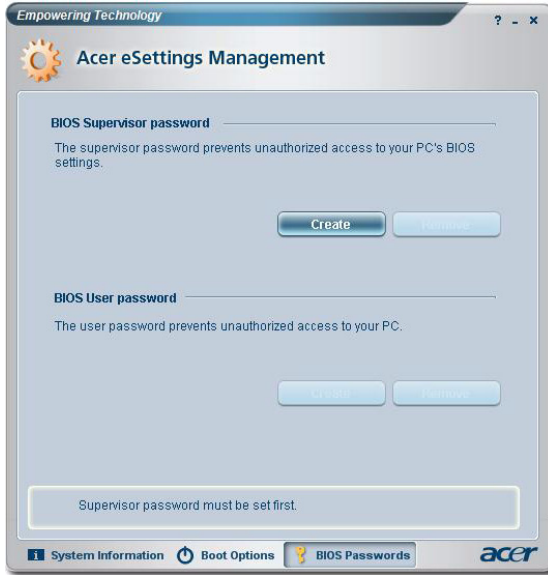 Empowering Technology
? - x
Acer eSettings Management
BIOS Supervisor password
The supervisor password prevents unauthorized access to your PC's BIOS
settings.
Create Remove
BIOS User password
The user password prevents unauthorized access to your PC.
Create Remove
Supervisor password must be set first.
System Information Boot Options BIOS Passwords acer